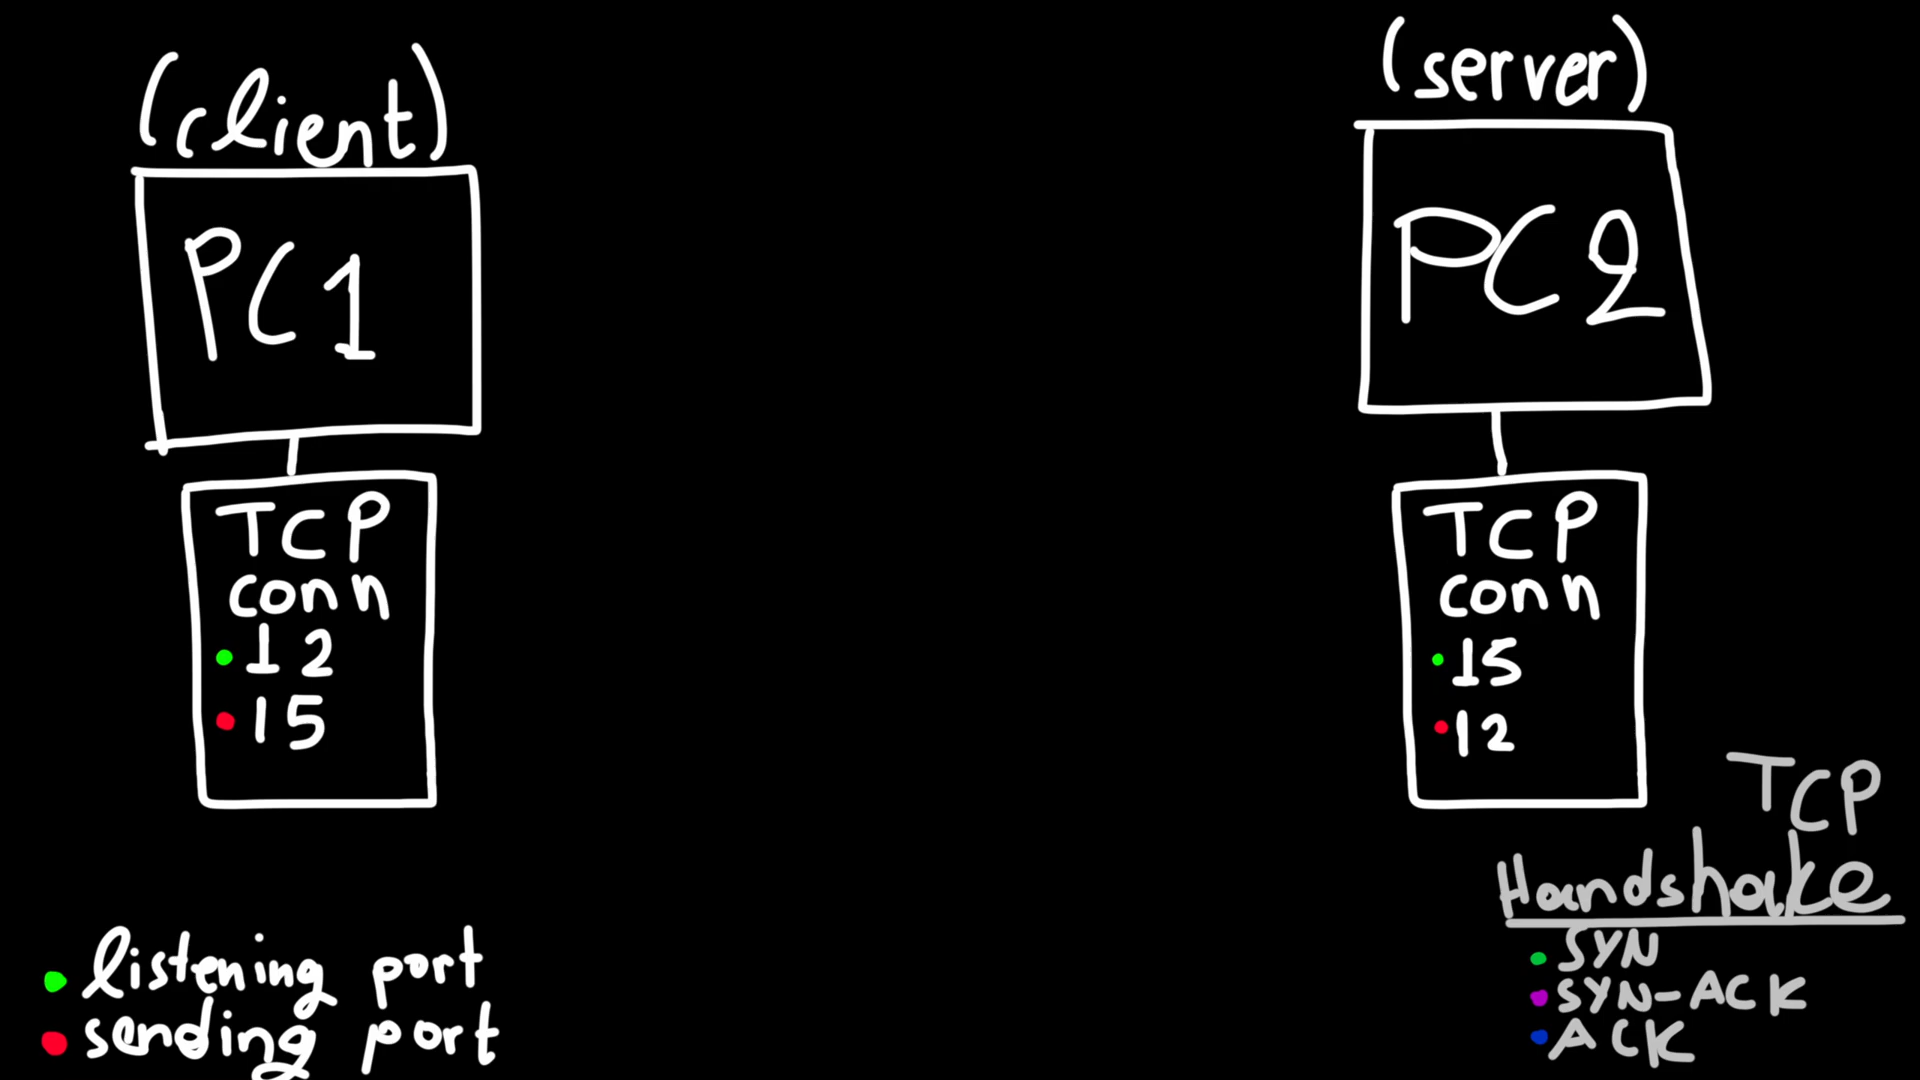 (client)
PC1
TCP
conn
12
15
(server)
PC2
TCP
conn
15
12
listening port
sending port
TCP
Handshake
SYN
SYN-ACK
ACK